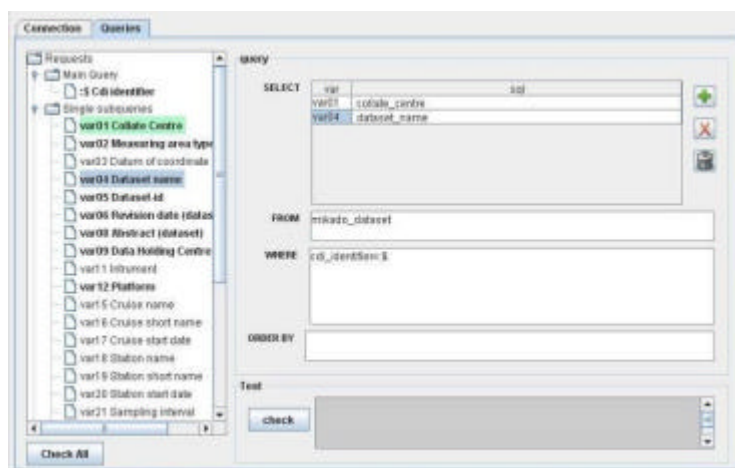 Connection Queries
Requests
Main Query
:$ Cdi identifier
Single subqueries
var01 Collate Centre
var02 Measuring area type
var03 Datum of coordinate
var04 Dataset name
var05 Dataset-id
var06 Revision date (datas
var08 Abstract (dataset)
var09 Data Holding Centre
var11 Intrument
var12 Platform
var15 Cruise name
var16 Cruise short name
var17 Cruise start date
var18 Station name
var19 Station short name
var20 Station start date
var21 Sampling interval
Check All
query
SELECT
var sql
var01 collate_centre
var04 dataset_name
FROM
mikado_dataset
WHERE
cdi_identifier=:$
ORDER BY
Test
check